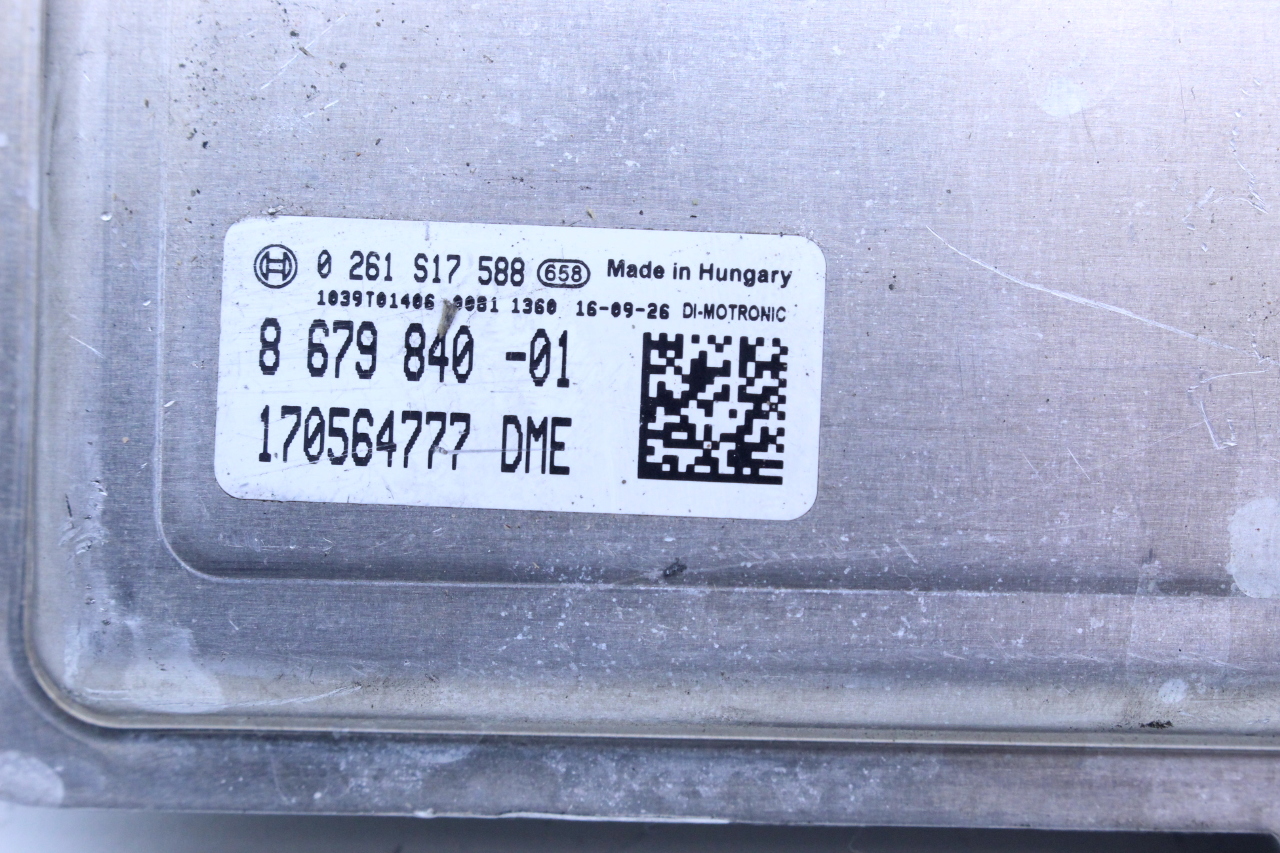 0 261 S17 588 658 Made in Hungary
1039T01406 0081 1360 16-09-26 DI-MOTRONIC
8 679 840 -01
170564777 DME